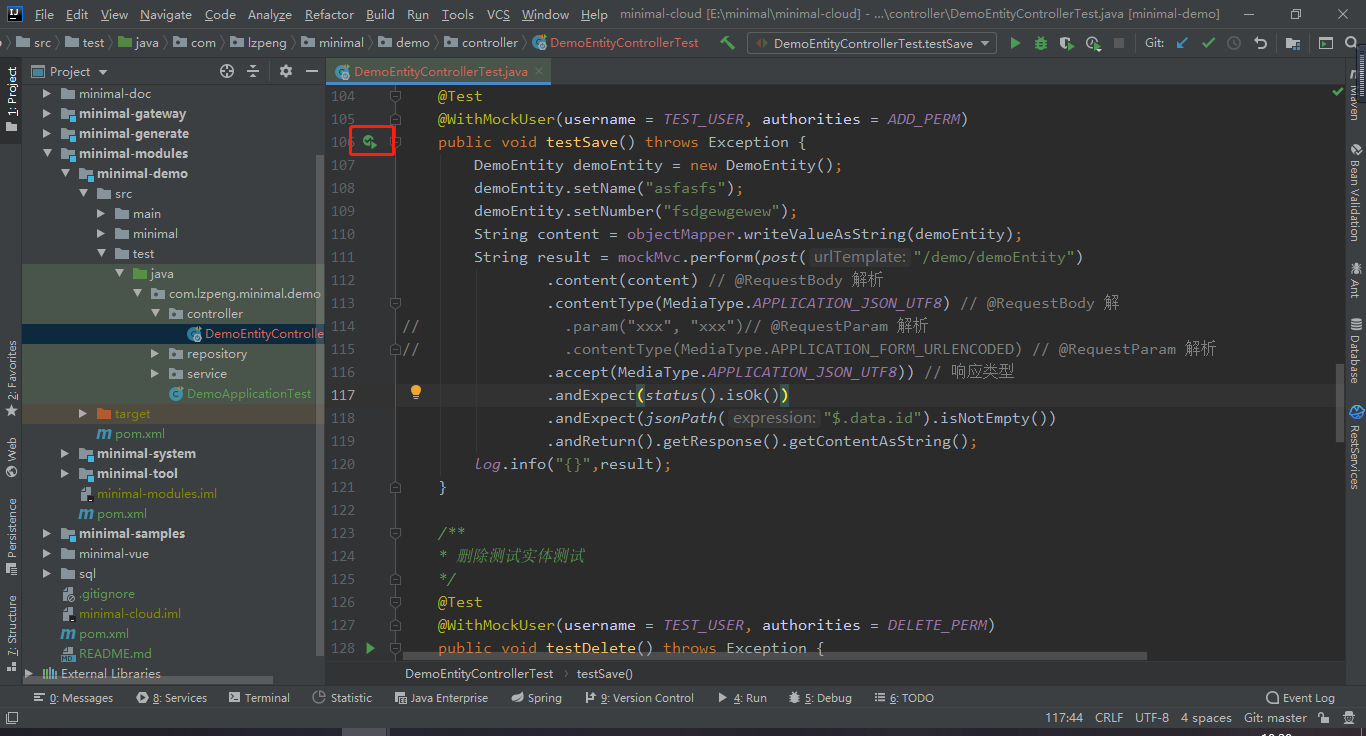 File Edit View Navigate Code Analyze Refactor Build Run Tools VCS Window Help minimal-cloud [E:\minimal\minimal-cloud] - ...\controller\DemoEntityControllerTest.java [minimal-demo]
src test java com lzpeng minimal demo controller DemoEntityControllerTest DemoEntityControllerTest.testSave Git:
Project
DemoEntityControllerTest.java
1: Project
2: Favorites
Web
Persistence
7: Structure
minimal-doc
minimal-gateway
minimal-generate
minimal-modules
minimal-demo
src
main
minimal
test
java
com.lzpeng.minimal.demo
controller
DemoEntityControlle
repository
service
DemoApplicationTest
target
pom.xml
minimal-system
minimal-tool
minimal-modules.iml
pom.xml
minimal-samples
minimal-vue
sql
.gitignore
minimal-cloud.iml
pom.xml
README.md
External Libraries
104 @Test
105 @WithMockUser(username = TEST_USER, authorities = ADD_PERM)
106 public void testSave() throws Exception {
107 DemoEntity demoEntity = new DemoEntity();
108 demoEntity.setName("asfasfs");
109 demoEntity.setNumber("fsdgewgewew");
110 String content = objectMapper.writeValueAsString(demoEntity);
111 String result = mockMvc.perform(post( urlTemplate: "/demo/demoEntity")
112 .content(content) // @RequestBody 解析
113 .contentType(MediaType.APPLICATION_JSON_UTF8) // @RequestBody 解
114 // .param("xxx", "xxx")// @RequestParam 解析
115 // .contentType(MediaType.APPLICATION_FORM_URLENCODED) // @RequestParam 解析
116 .accept(MediaType.APPLICATION_JSON_UTF8)) // 响应类型
117 .andExpect(status().isOk())
118 .andExpect(jsonPath( expression: "$.data.id").isNotEmpty())
119 .andReturn().getResponse().getContentAsString();
120 log.info("{}",result);
121 }
122
123 /**
124 * 删除测试实体测试
125 */
126 @Test
127 @WithMockUser(username = TEST_USER, authorities = DELETE_PERM)
128 public void testDelete() throws Exception {
Maven
Bean Validation
Ant
Database
RestServices
DemoEntityControllerTest testSave()
0: Messages 8: Services Terminal Statistic Java Enterprise Spring 9: Version Control 4: Run 5: Debug 6: TODO Event Log
117:44 CRLF UTF-8 4 spaces Git: master